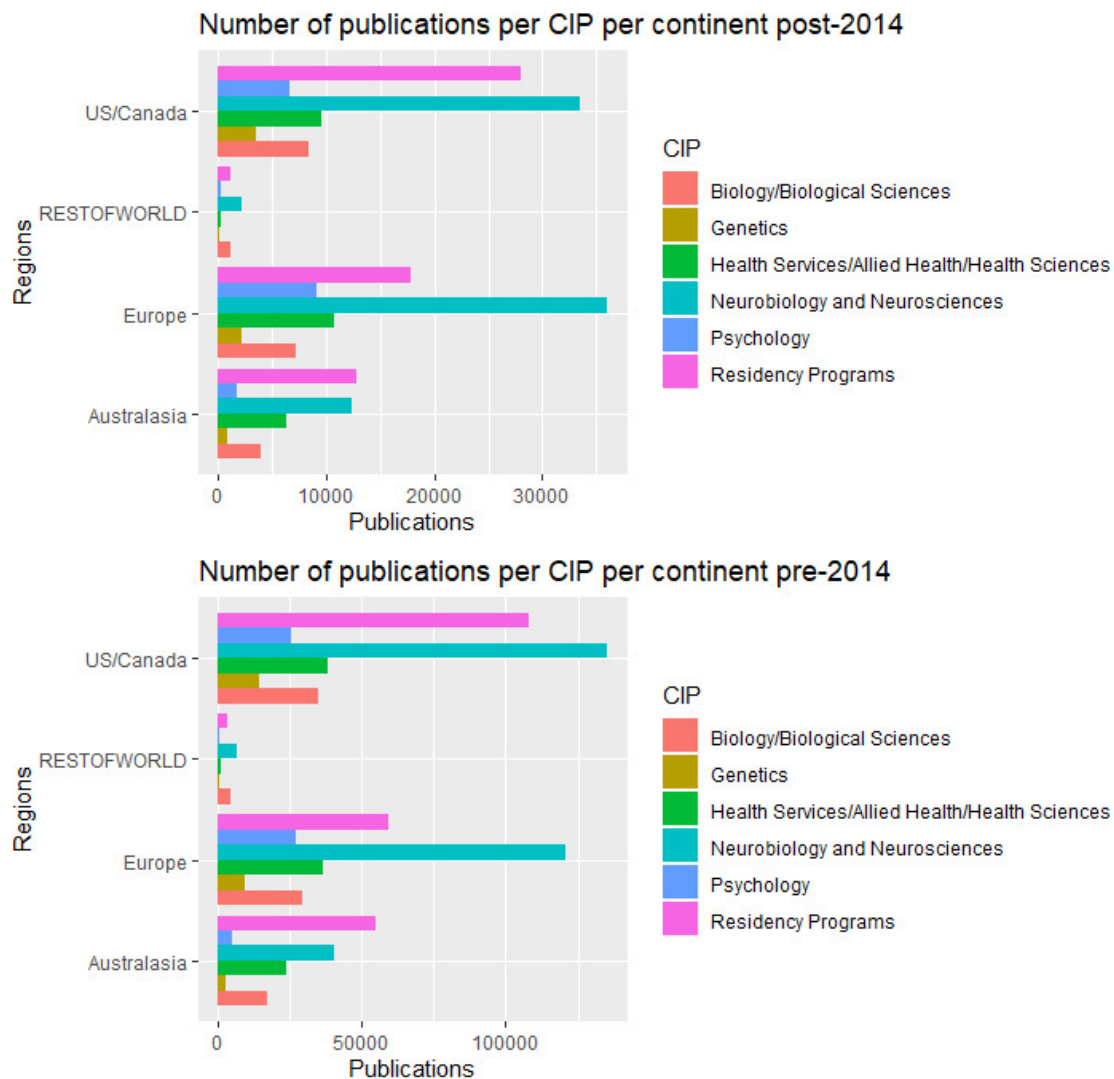 Number of publications per CIP per continent post-2014
Regions
US/Canada
RESTOFWORLD
Europe
Australasia
0 10000 20000 30000
Publications
CIP
Biology/Biological Sciences
Genetics
Health Services/Allied Health/Health Sciences
Neurobiology and Neurosciences
Psychology
Residency Programs
Number of publications per CIP per continent pre-2014
Regions
US/Canada
RESTOFWORLD
Europe
Australasia
0 50000 100000
Publications
CIP
Biology/Biological Sciences
Genetics
Health Services/Allied Health/Health Sciences
Neurobiology and Neurosciences
Psychology
Residency Programs